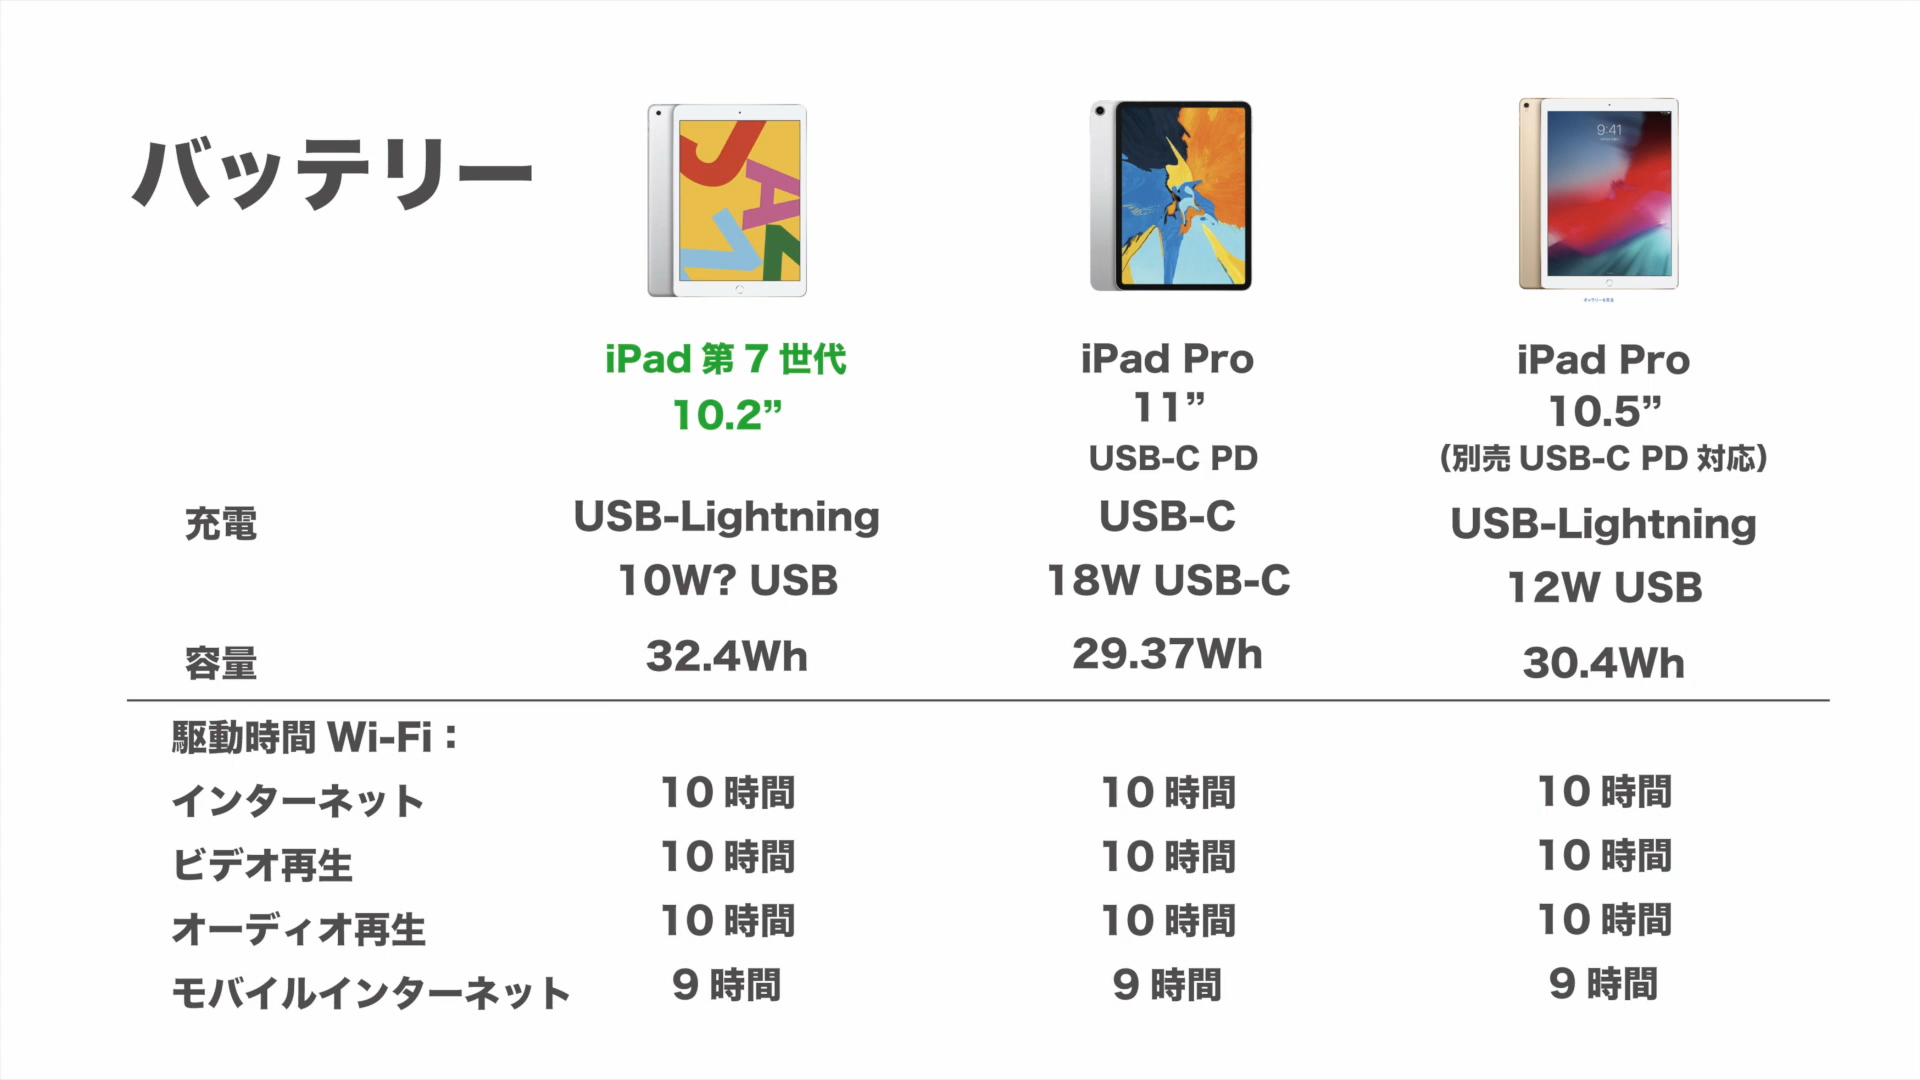 バッテリー
9:41
iPad 第 7 世代
10.2”
iPad Pro
11”
USB-C PD
iPad Pro
10.5”
（別売 USB-C PD 対応）
充電
USB-Lightning
USB-C
USB-Lightning
10W? USB
18W USB-C
12W USB
容量
32.4Wh
29.37Wh
30.4Wh
駆動時間 Wi-Fi：
インターネット
10 時間
10 時間
10 時間
ビデオ再生
10 時間
10 時間
10 時間
オーディオ再生
10 時間
10 時間
10 時間
モバイルインターネット
9 時間
9 時間
9 時間